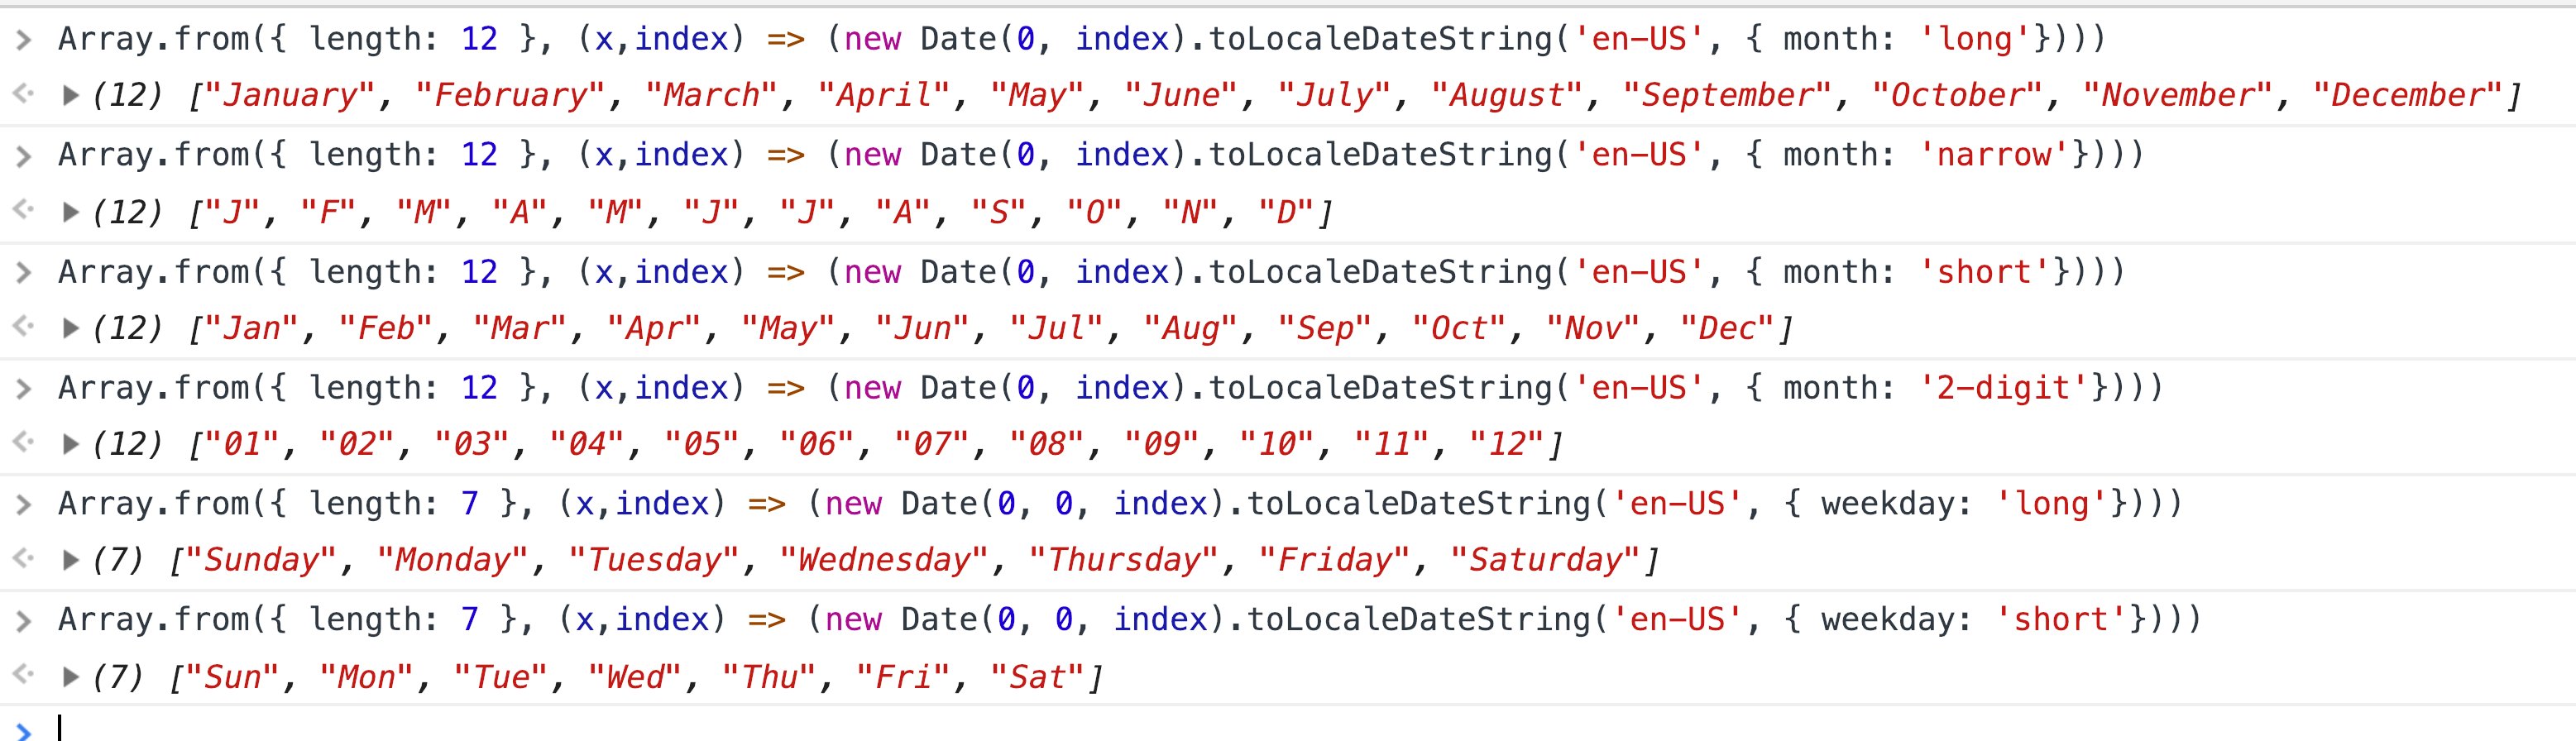 > Array.from({ length: 12 }, (x,index) => (new Date(0, index).toLocaleDateString('en-US', { month: 'long'})))
(12) ["January", "February", "March", "April", "May", "June", "July", "August", "September", "October", "November", "December"]
> Array.from({ length: 12 }, (x,index) => (new Date(0, index).toLocaleDateString('en-US', { month: 'narrow'})))
(12) ["J", "F", "M", "A", "M", "J", "J", "A", "S", "O", "N", "D"]
> Array.from({ length: 12 }, (x,index) => (new Date(0, index).toLocaleDateString('en-US', { month: 'short'})))
(12) ["Jan", "Feb", "Mar", "Apr", "May", "Jun", "Jul", "Aug", "Sep", "Oct", "Nov", "Dec"]
> Array.from({ length: 12 }, (x,index) => (new Date(0, index).toLocaleDateString('en-US', { month: '2-digit'})))
(12) ["01", "02", "03", "04", "05", "06", "07", "08", "09", "10", "11", "12"]
> Array.from({ length: 7 }, (x,index) => (new Date(0, 0, index).toLocaleDateString('en-US', { weekday: 'long'})))
(7) ["Sunday", "Monday", "Tuesday", "Wednesday", "Thursday", "Friday", "Saturday"]
> Array.from({ length: 7 }, (x,index) => (new Date(0, 0, index).toLocaleDateString('en-US', { weekday: 'short'})))
(7) ["Sun", "Mon", "Tue", "Wed", "Thu", "Fri", "Sat"]
>